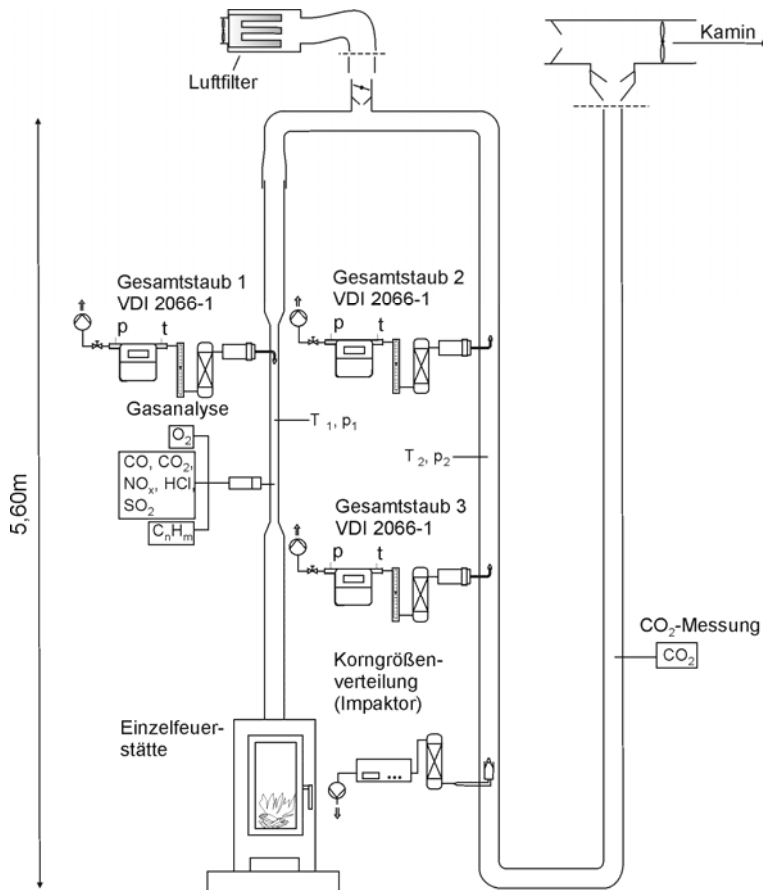 Kamin
Luftfilter
Gesamtstaub 1
VDI 2066-1
p t
Gesamtstaub 2
VDI 2066-1
p t
Gasanalyse
O₂
CO, CO₂,
NOₓ, HCl,
SO₂
CₙHₘ
T ₁, p₁
T ₂, p₂
5,60m
Gesamtstaub 3
VDI 2066-1
p t
Korngrößen-
verteilung
(Impaktor)
CO₂-Messung
CO₂
Einzelfeuer-
stätte